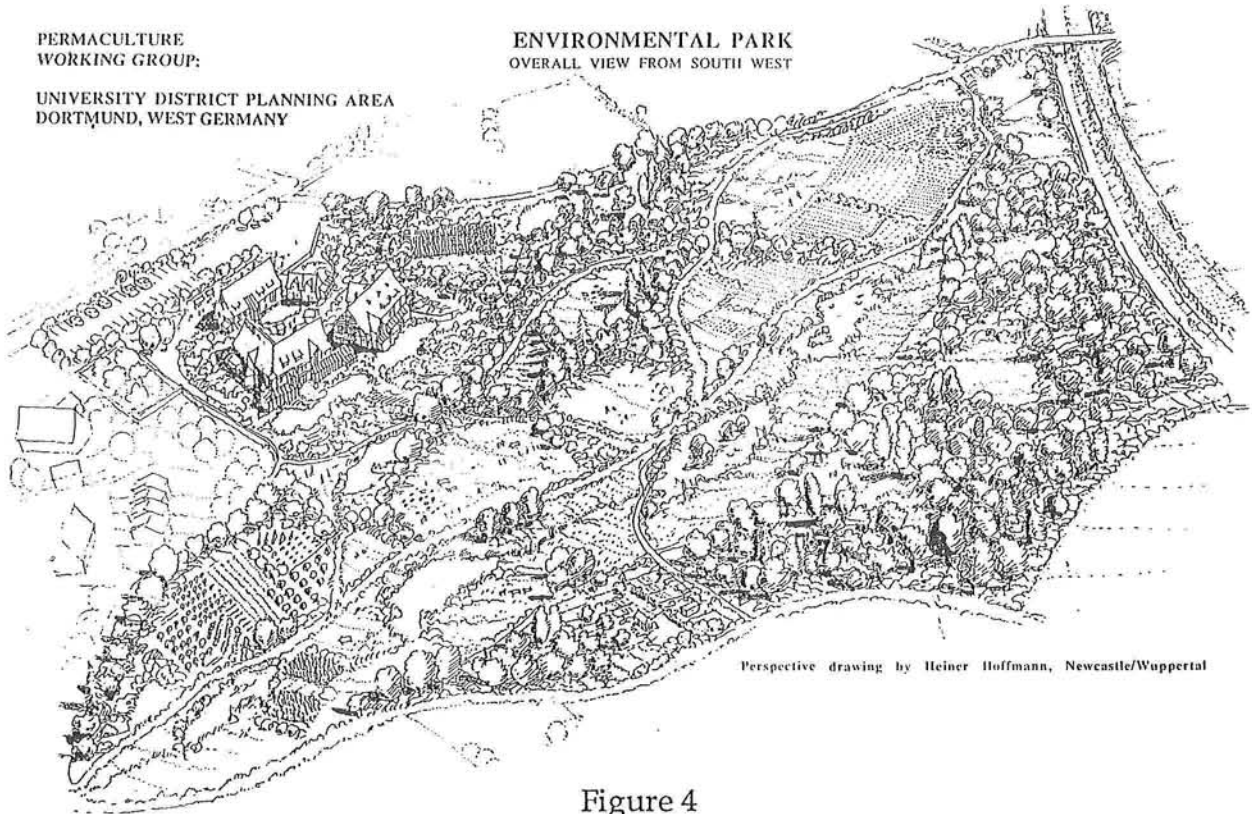 PERMACULTURE
WORKING GROUP:
UNIVERSITY DISTRICT PLANNING AREA
DORTMUND, WEST GERMANY
ENVIRONMENTAL PARK
OVERALL VIEW FROM SOUTH WEST
Perspective drawing by Heiner Hoffmann, Newcastle/Wuppertal
Figure 4